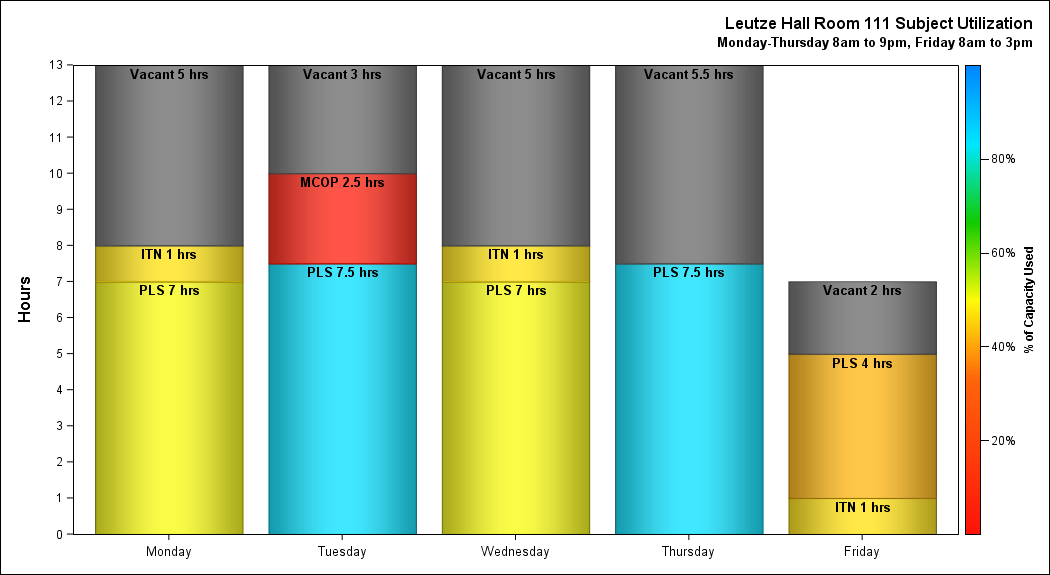 Leutze Hall Room 111 Subject Utilization
Monday-Thursday 8am to 9pm, Friday 8am to 3pm
Hours
13
12
11
10
9
8
7
6
5
4
3
2
1
0
Vacant 5 hrs
ITN 1 hrs
PLS 7 hrs
Vacant 3 hrs
MCOP 2.5 hrs
PLS 7.5 hrs
Vacant 5 hrs
ITN 1 hrs
PLS 7 hrs
Vacant 5.5 hrs
PLS 7.5 hrs
Vacant 2 hrs
PLS 4 hrs
ITN 1 hrs
Monday
Tuesday
Wednesday
Thursday
Friday
80%
60%
40%
20%
% of Capacity Used